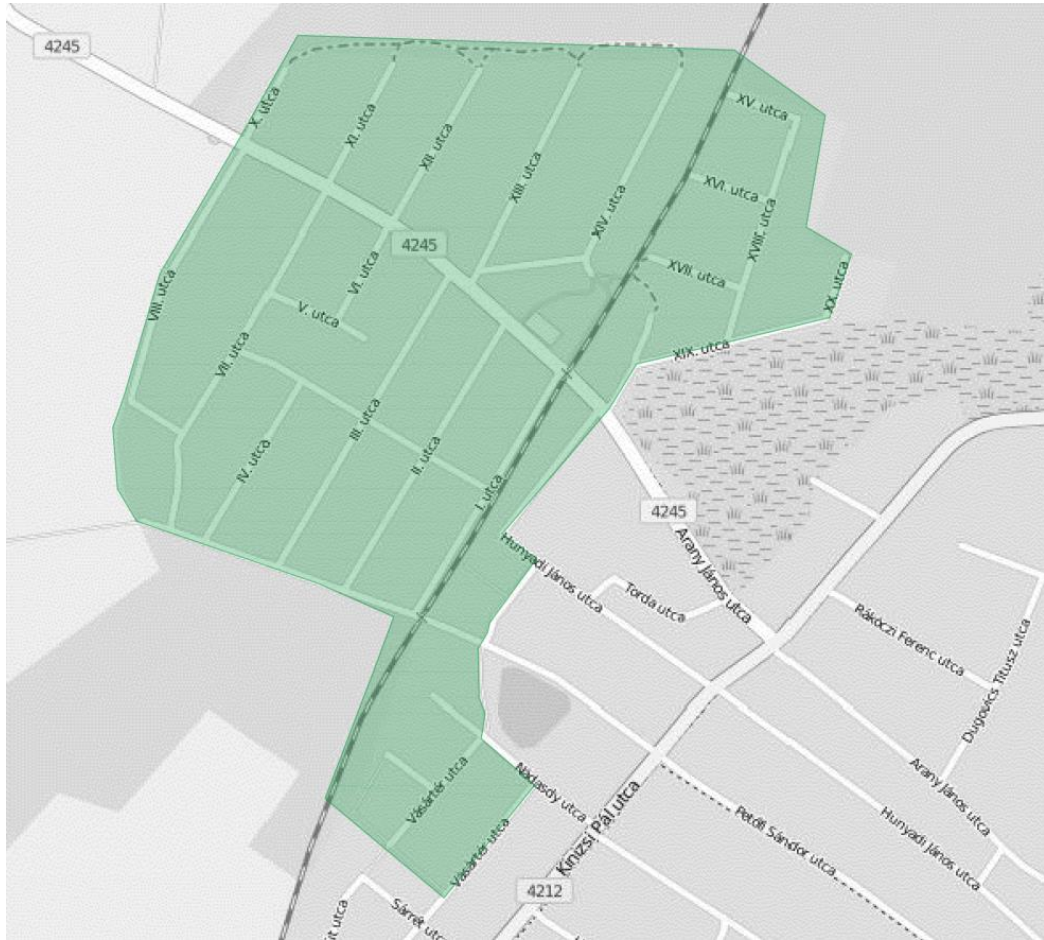 4245
X. utca
XI. utca
XII. utca
XIII. utca
XIV. utca
XV. utca
XVI. utca
XVII. utca
XVIII. utca
XX. utca
XIX. utca
4245
VIII. utca
VI. utca
V. utca
VII. utca
III. utca
IV. utca
II. utca
I. utca
4245
Arany János utca
Hunyadi János utca
Torda utca
Rákóczi Ferenc utca
Dugovics Titusz utca
Arany János utca
Hunyadi János utca
Petőfi Sándor utca
Nádasdy utca
Kinizsi Pál utca
Vásártér utca
Vásártér utca
4212
Sárrét utca